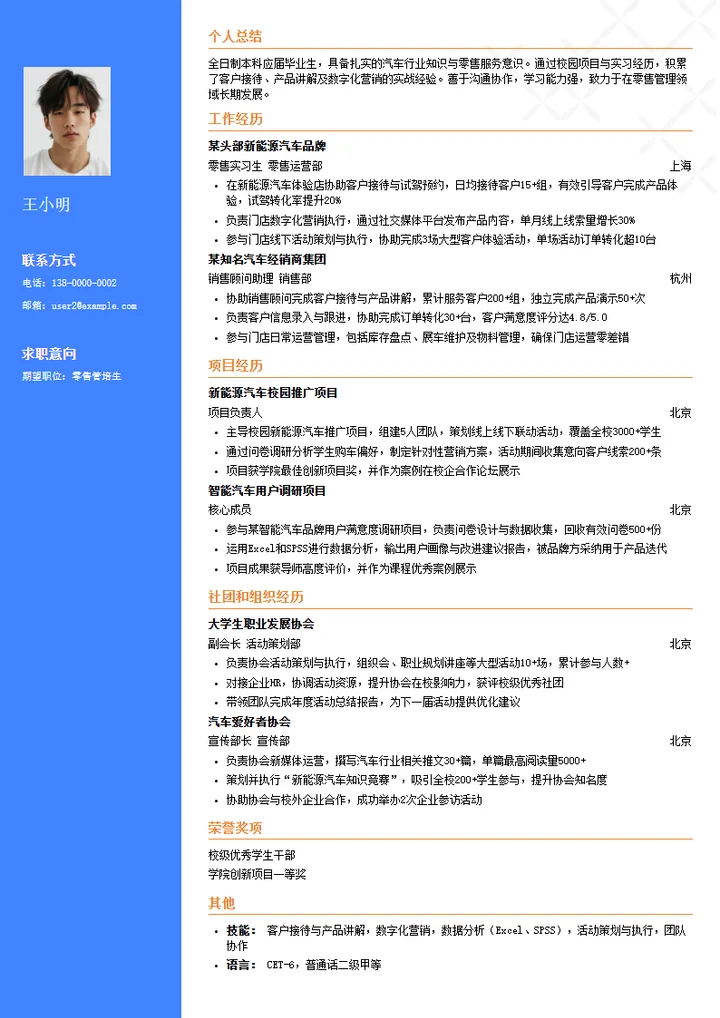 王小明
联系方式
电话：138-0000-0002
邮箱：user2@example.com
求职意向
期望职位：零售管培生
个人总结
全日制本科应届毕业生，具备扎实的汽车行业知识与零售服务意识。通过校园项目与实习经历，积累
了客户接待、产品讲解及数字化营销的实战经验。善于沟通协作，学习能力强，致力于在零售管理领
域长期发展。
工作经历
某头部新能源汽车品牌
零售实习生 零售运营部 上海
• 在新能源汽车体验店协助客户接待与试驾预约，日均接待客户15+组，有效引导客户完成产品体
验，试驾转化率提升20%
• 负责门店数字化营销执行，通过社交媒体平台发布产品内容，单月线上线索量增长30%
• 参与门店线下活动策划与执行，协助完成3场大型客户体验活动，单场活动订单转化超10台
某知名汽车经销商集团
销售顾问助理 销售部 杭州
• 协助销售顾问完成客户接待与产品讲解，累计服务客户200+组，独立完成产品演示50+次
• 负责客户信息录入与跟进，协助完成订单转化30+台，客户满意度评分达4.8/5.0
• 参与门店日常运营管理，包括库存盘点、展车维护及物料管理，确保门店运营零差错
项目经历
新能源汽车校园推广项目
项目负责人 北京
• 主导校园新能源汽车推广项目，组建5人团队，策划线上线下联动活动，覆盖全校3000+学生
• 通过问卷调研分析学生购车偏好，制定针对性营销方案，活动期间收集意向客户线索200+条
• 项目获学院最佳创新项目奖，并作为案例在校企合作论坛展示
智能汽车用户调研项目
核心成员 北京
• 参与某智能汽车品牌用户满意度调研项目，负责问卷设计与数据收集，回收有效问卷500+份
• 运用Excel和SPSS进行数据分析，输出用户画像与改进建议报告，被品牌方采纳用于产品迭代
• 项目成果获导师高度评价，并作为课程优秀案例展示
社团和组织经历
大学生职业发展协会
副会长 活动策划部 北京
• 负责协会活动策划与执行，组织会、职业规划讲座等大型活动10+场，累计参与人数+
• 对接企业HR，协调活动资源，提升协会在校影响力，获评校级优秀社团
• 带领团队完成年度活动总结报告，为下一届活动提供优化建议
汽车爱好者协会
宣传部长 宣传部 北京
• 负责协会新媒体运营，撰写汽车行业相关推文30+篇，单篇最高阅读量5000+
• 策划并执行“新能源汽车知识竞赛”，吸引全校200+学生参与，提升协会知名度
• 协助协会与校外企业合作，成功举办2次企业参访活动
荣誉奖项
校级优秀学生干部
学院创新项目一等奖
其他
• 技能： 客户接待与产品讲解，数字化营销，数据分析（Excel、SPSS），活动策划与执行，团队
协作
• 语言： CET-6，普通话二级甲等